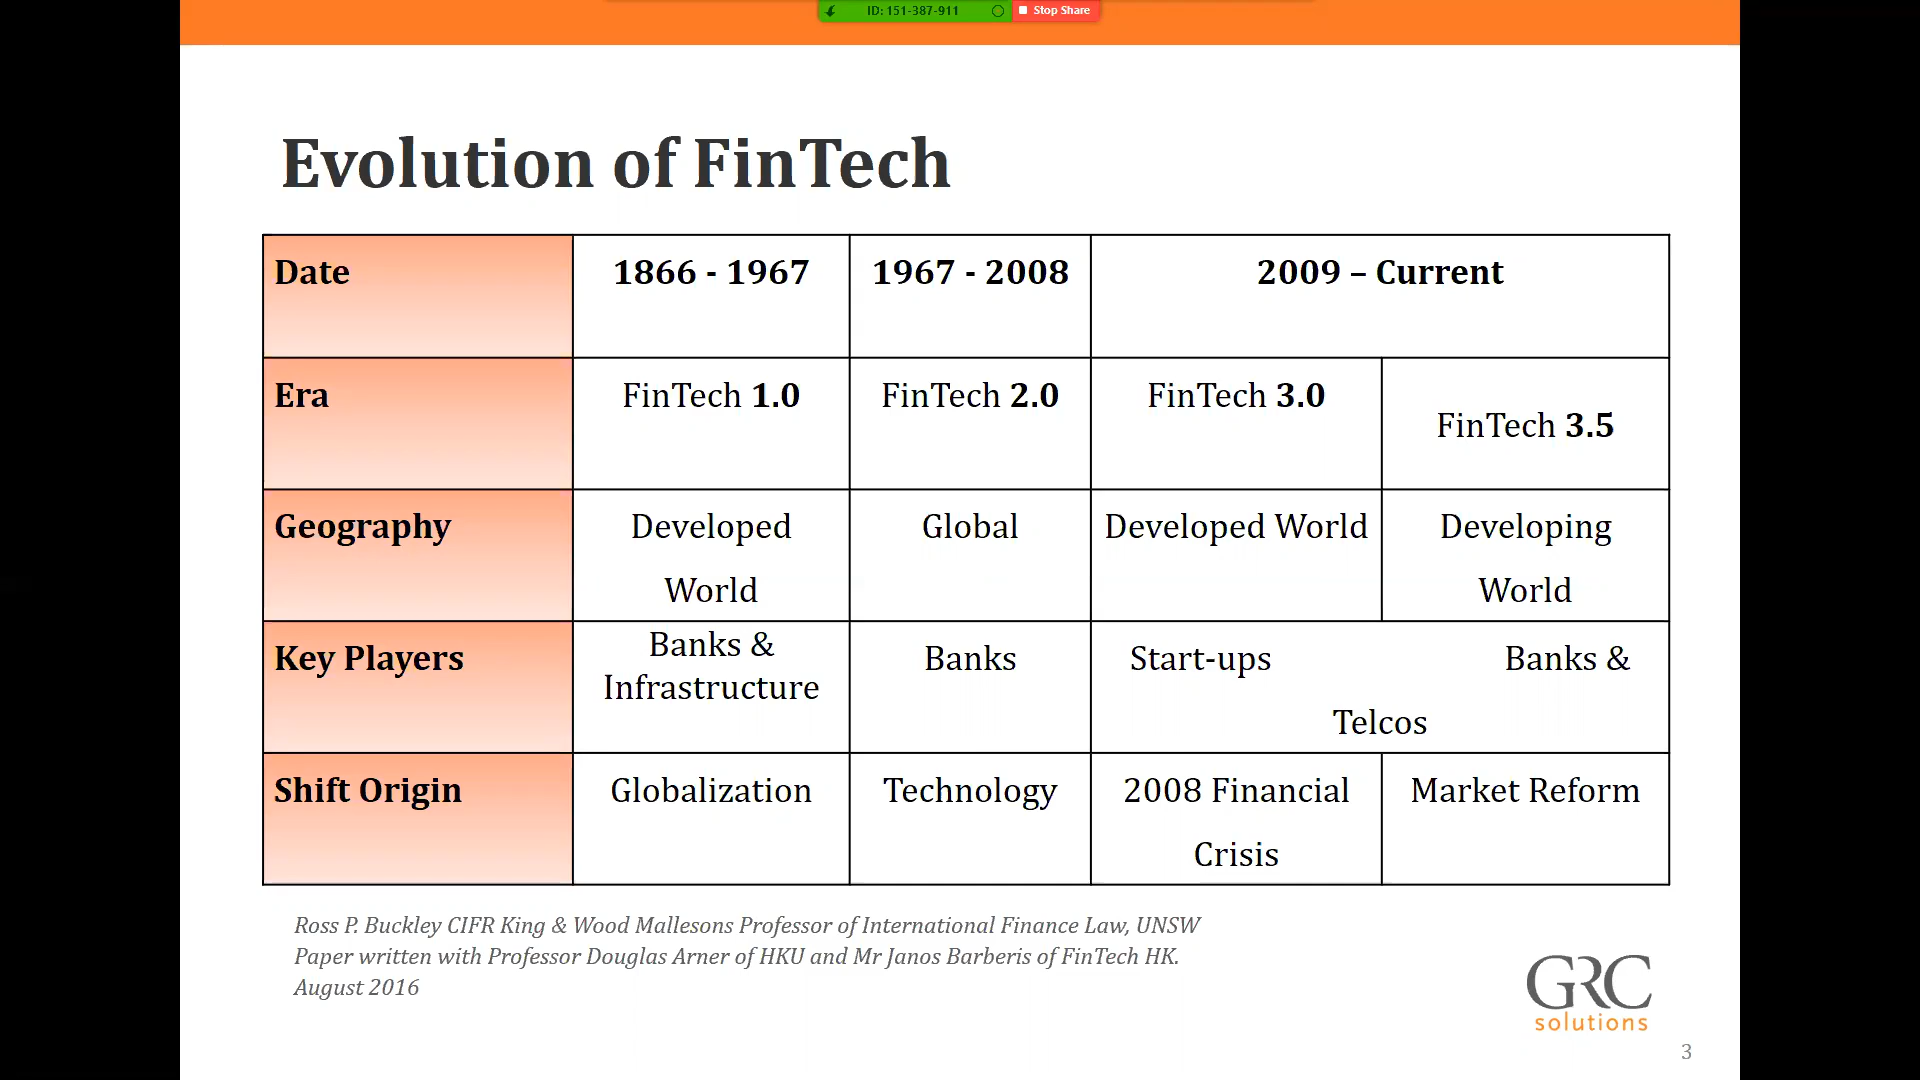 ID: 151-387-911 Stop Share
Evolution of FinTech
Date 1866 - 1967 1967 - 2008 2009 – Current
Era FinTech 1.0 FinTech 2.0 FinTech 3.0 FinTech 3.5
Geography Developed Global Developed World Developing
World World
Key Players Banks & Infrastructure Banks Start-ups Banks &
Telcos
Shift Origin Globalization Technology 2008 Financial Market Reform
Crisis
Ross P. Buckley CIFR King & Wood Mallesons Professor of International Finance Law, UNSW
Paper written with Professor Douglas Arner of HKU and Mr Janos Barberis of FinTech HK.
August 2016
GRC
solutions
3